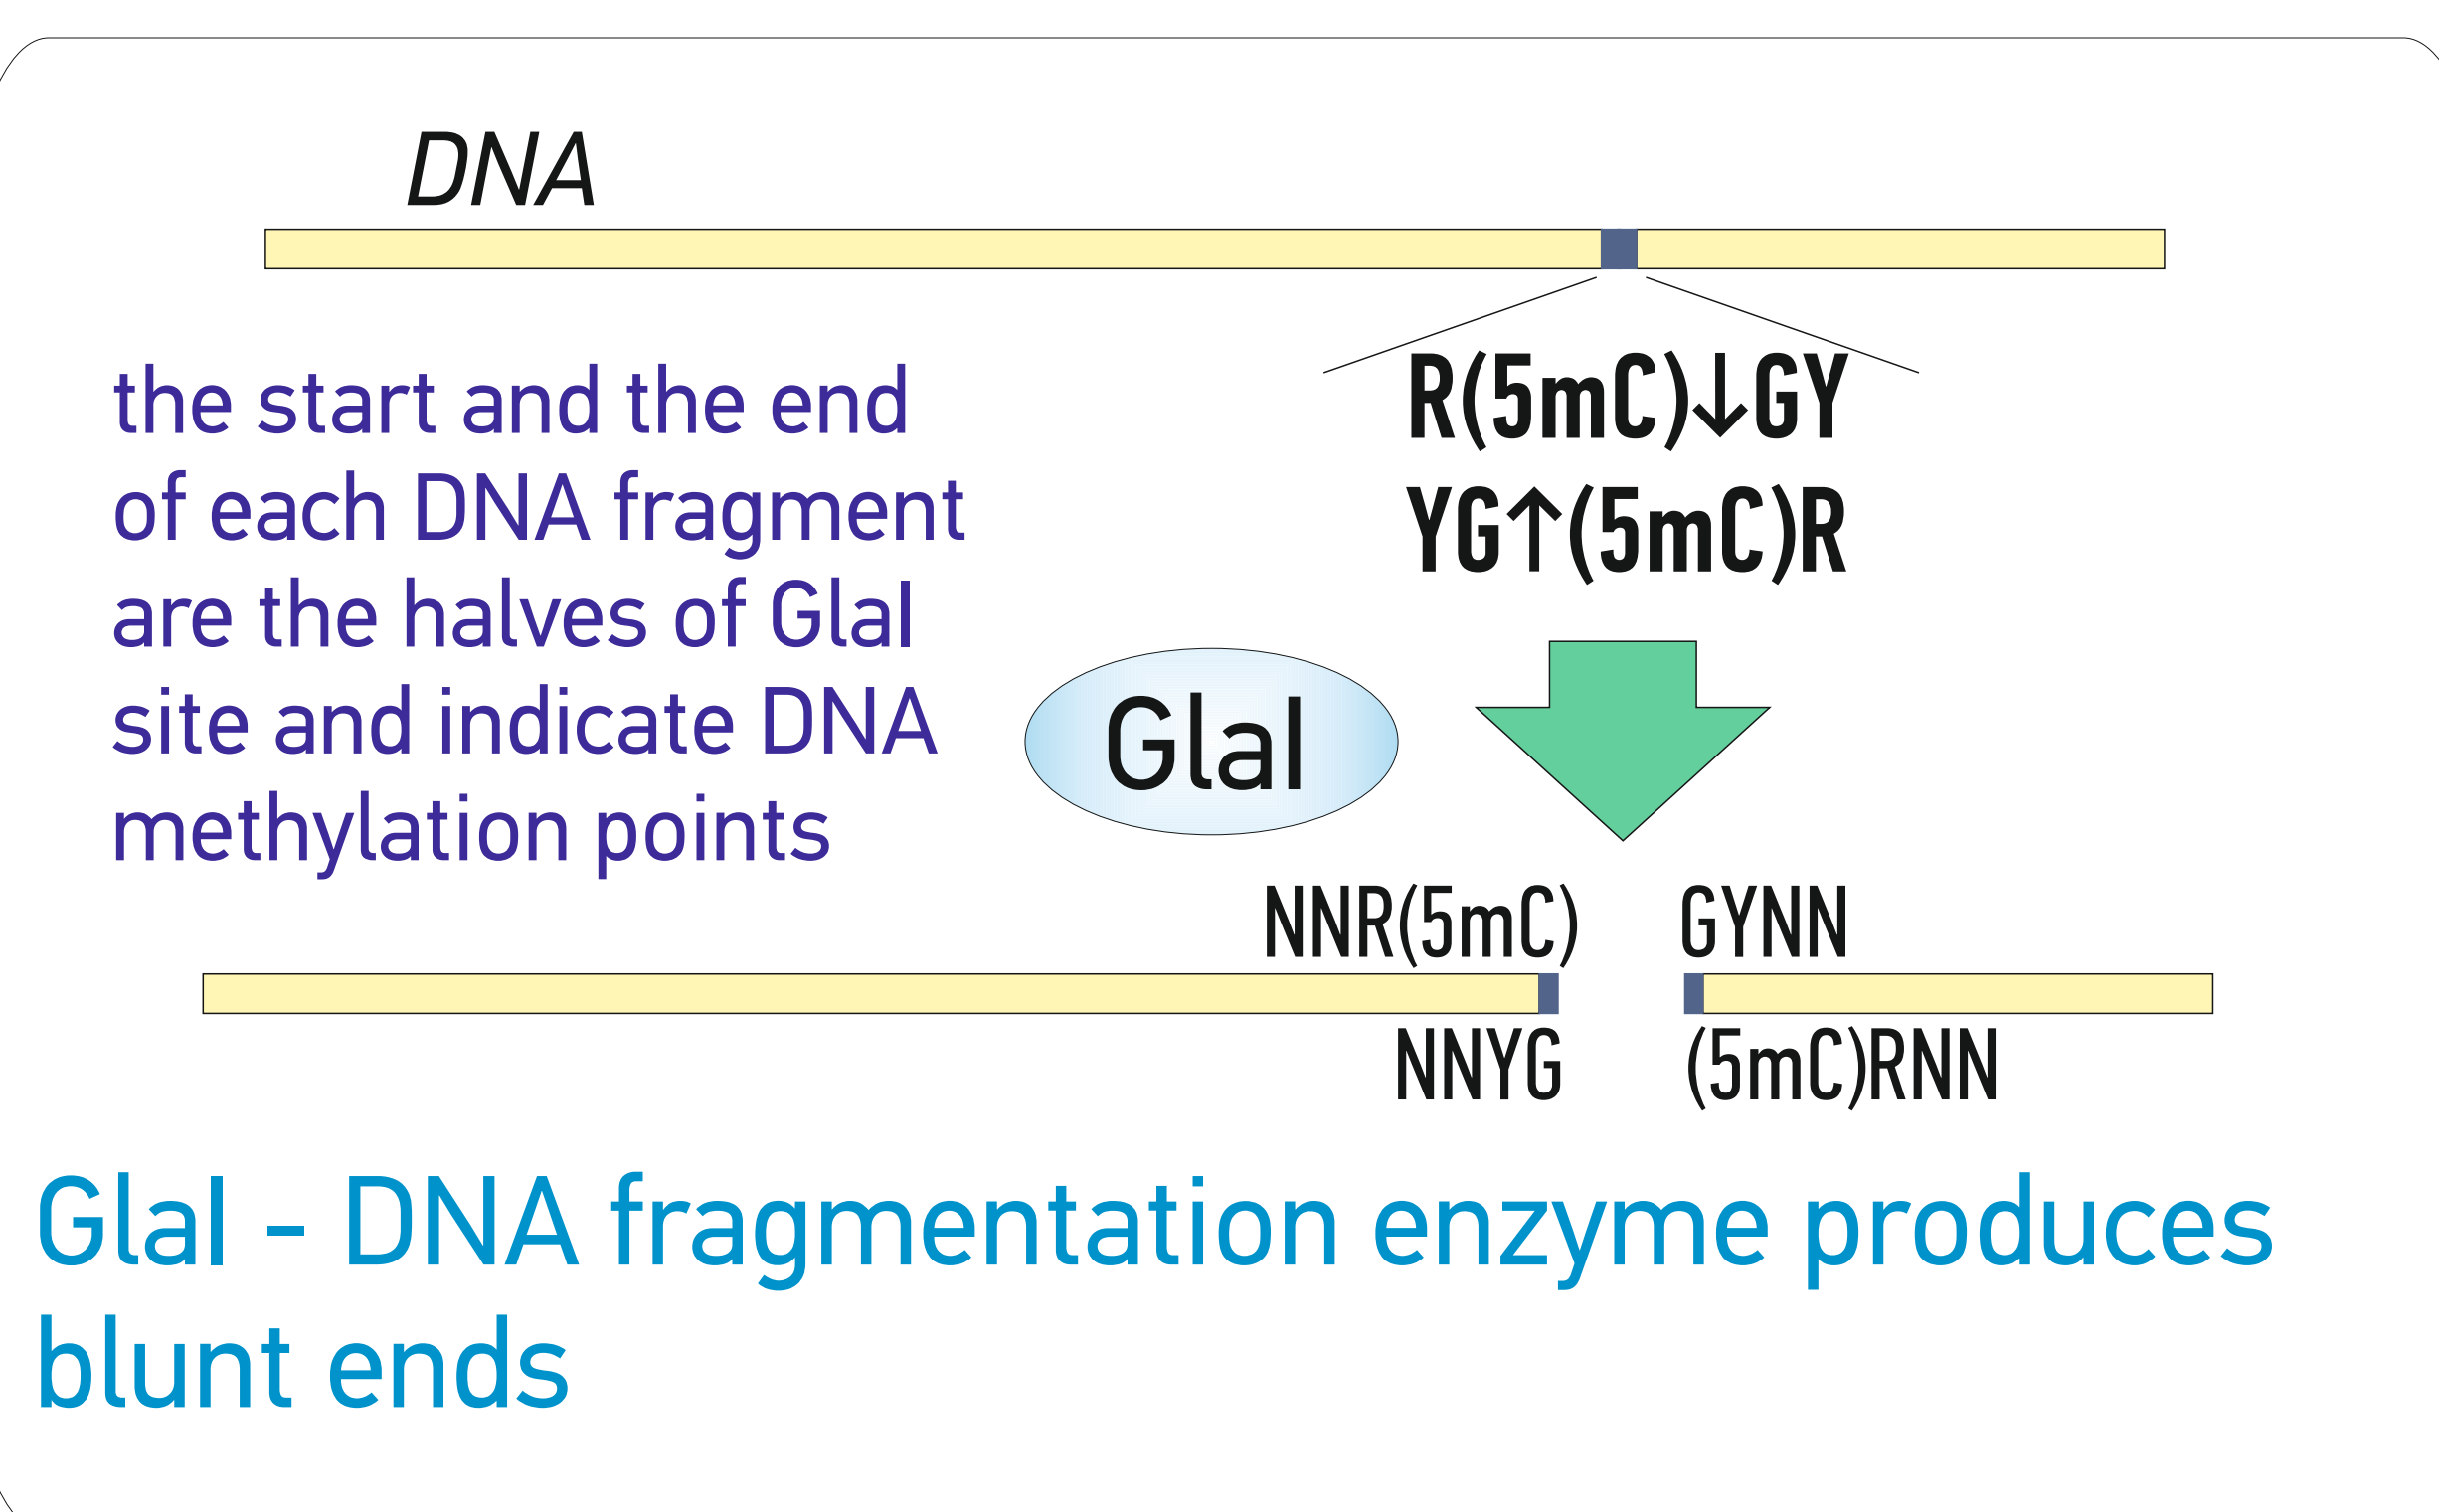 DNA
R(5mC)↓GY
YG↑(5mC)R
the start and the end
of each DNA fragment
are the halves of GlaI
site and indicate DNA
methylation points
GlaI
NNR(5mC) GYNN
NNYG (5mC)RNN
GlaI - DNA fragmentation enzyme produces
blunt ends